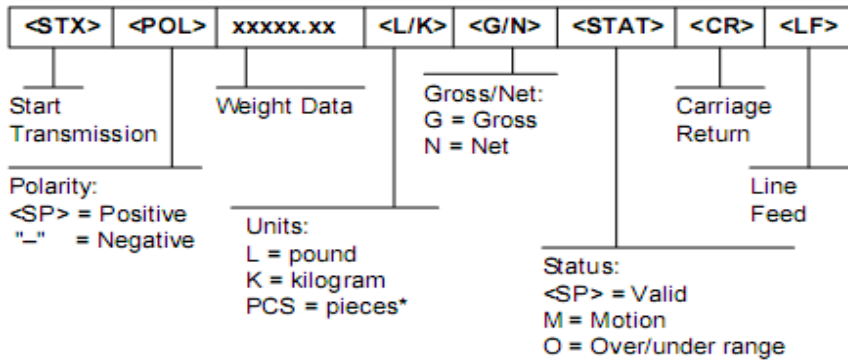 <STX> <POL> xxxxx.xx <L/K> <G/N> <STAT> <CR> <LF>
Start
Transmission
Weight Data
Gross/Net:
G = Gross
N = Net
Carriage
Return
Polarity:
<SP> = Positive
"–" = Negative
Line
Feed
Units:
L = pound
K = kilogram
PCS = pieces*
Status:
<SP> = Valid
M = Motion
O = Over/under range